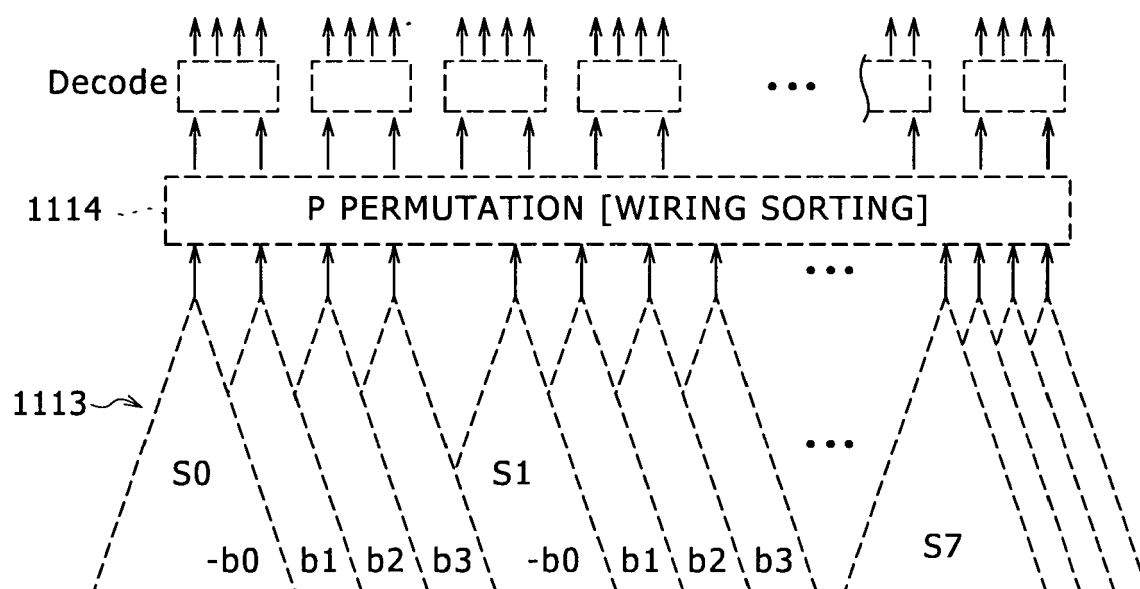 Decode
•••
1114
P PERMUTATION [WIRING SORTING]
•••
1113
•••
S0
S1
S7
-b0 b1 b2 b3 -b0 b1 b2 b3